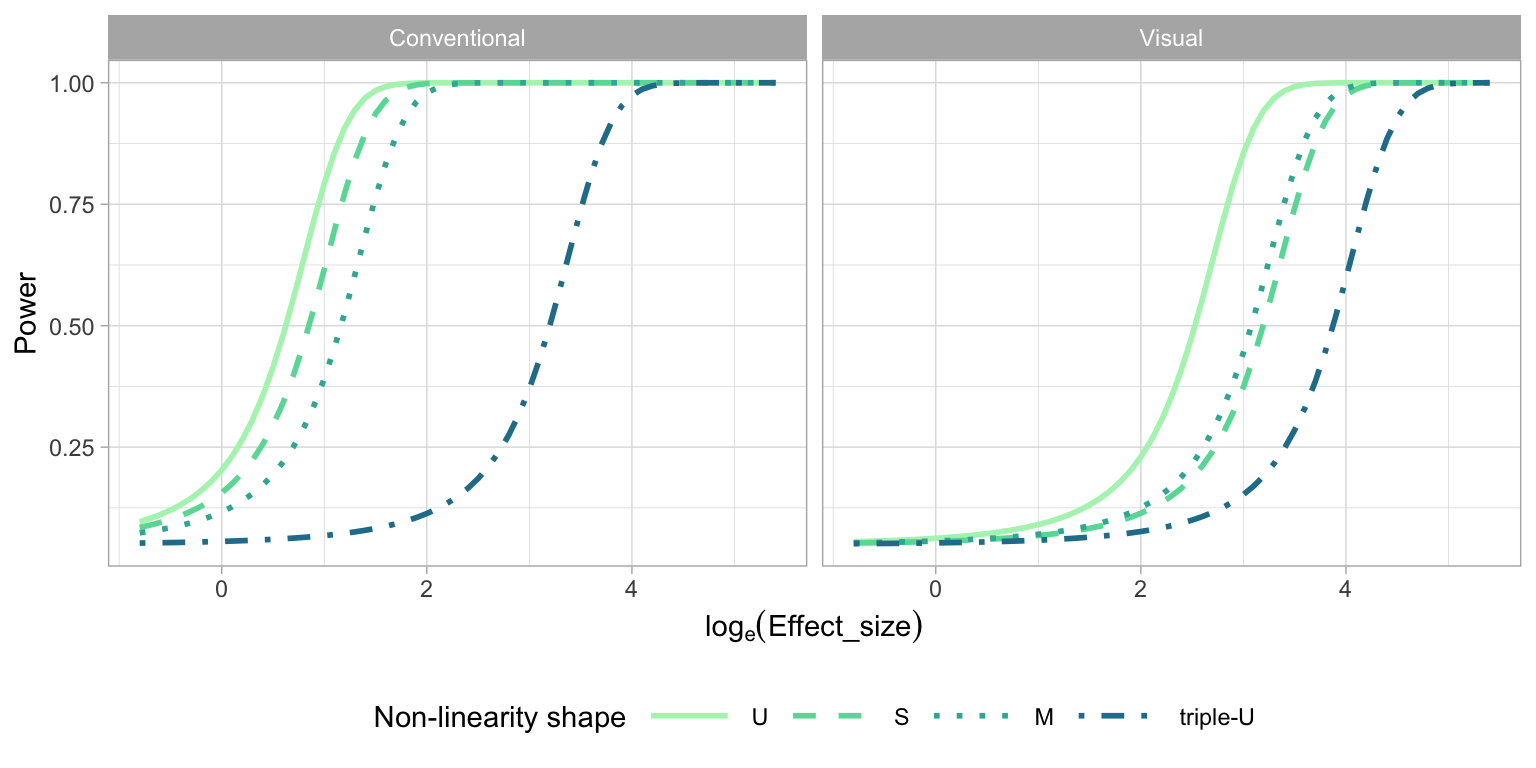 Conventional Visual
1.00
0.75
0.50
0.25
Power
0 2 4 0 2 4
logₑ(Effect_size)
Non-linearity shape U S M triple-U